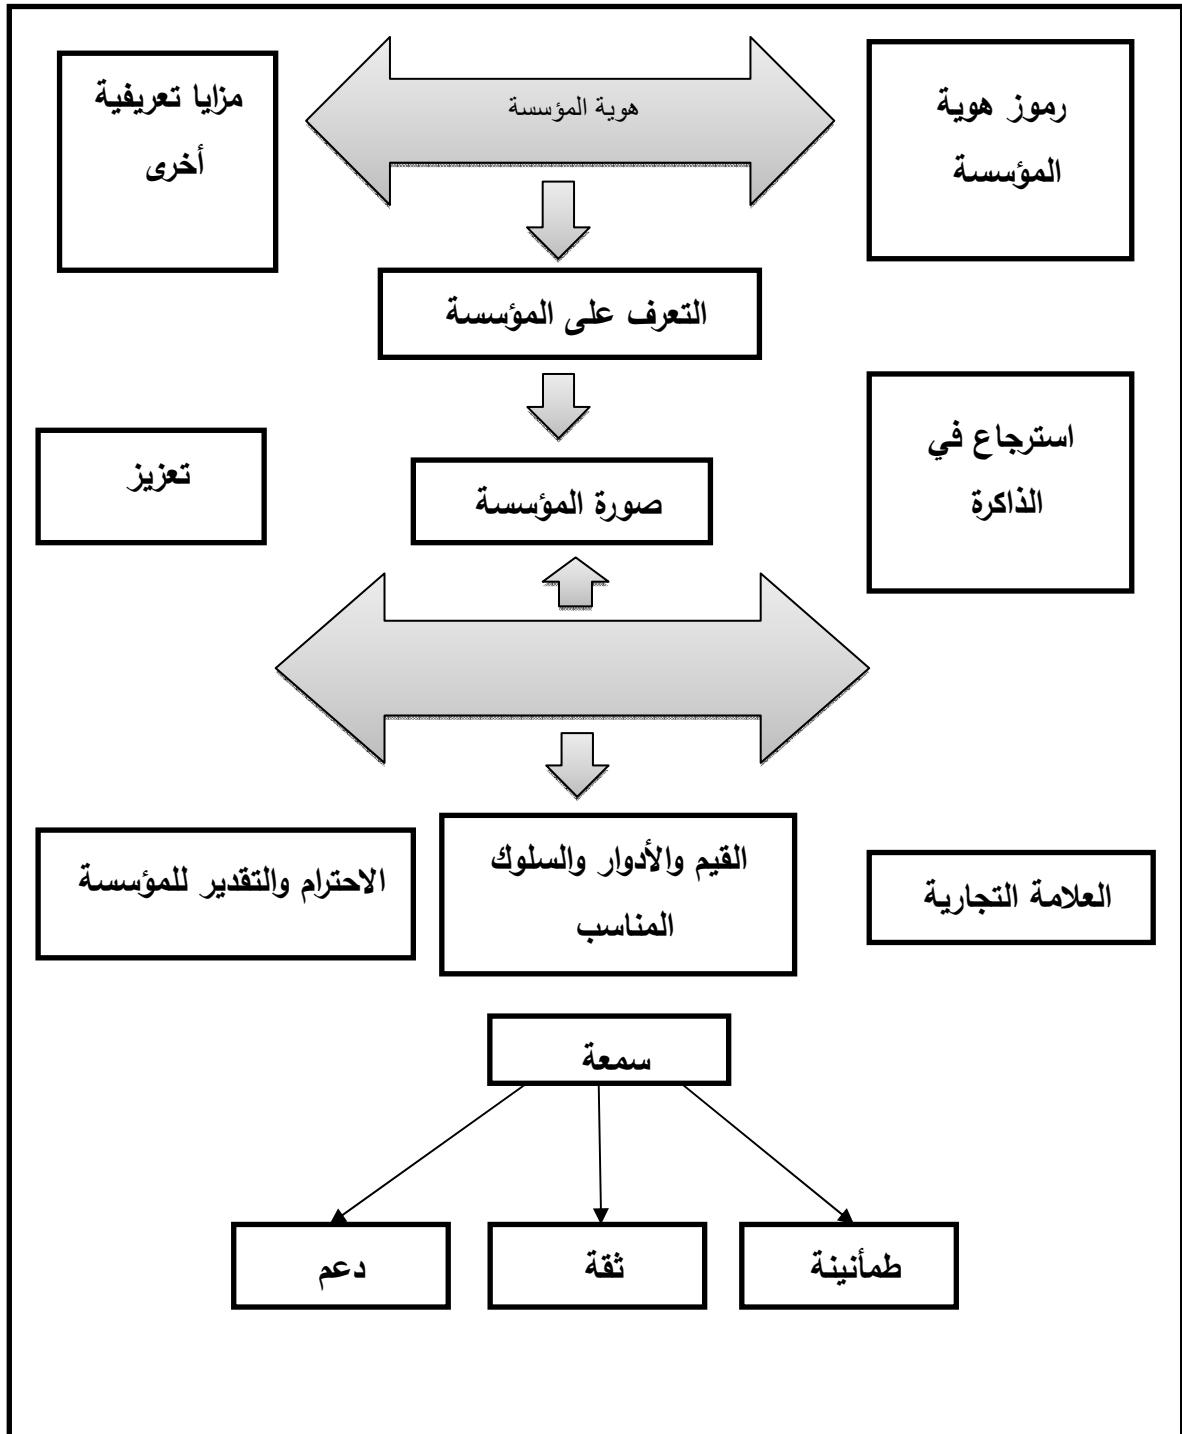 رموز هوية
المؤسسة
هوية المؤسسة
مزايا تعريفية
أخرى
التعرف على المؤسسة
استرجاع في
الذاكرة
صورة المؤسسة
تعزيز
العلامة التجارية
القيم والأدوار والسلوك
المناسب
الاحترام والتقدير للمؤسسة
سمعة
طمأنينة
ثقة
دعم